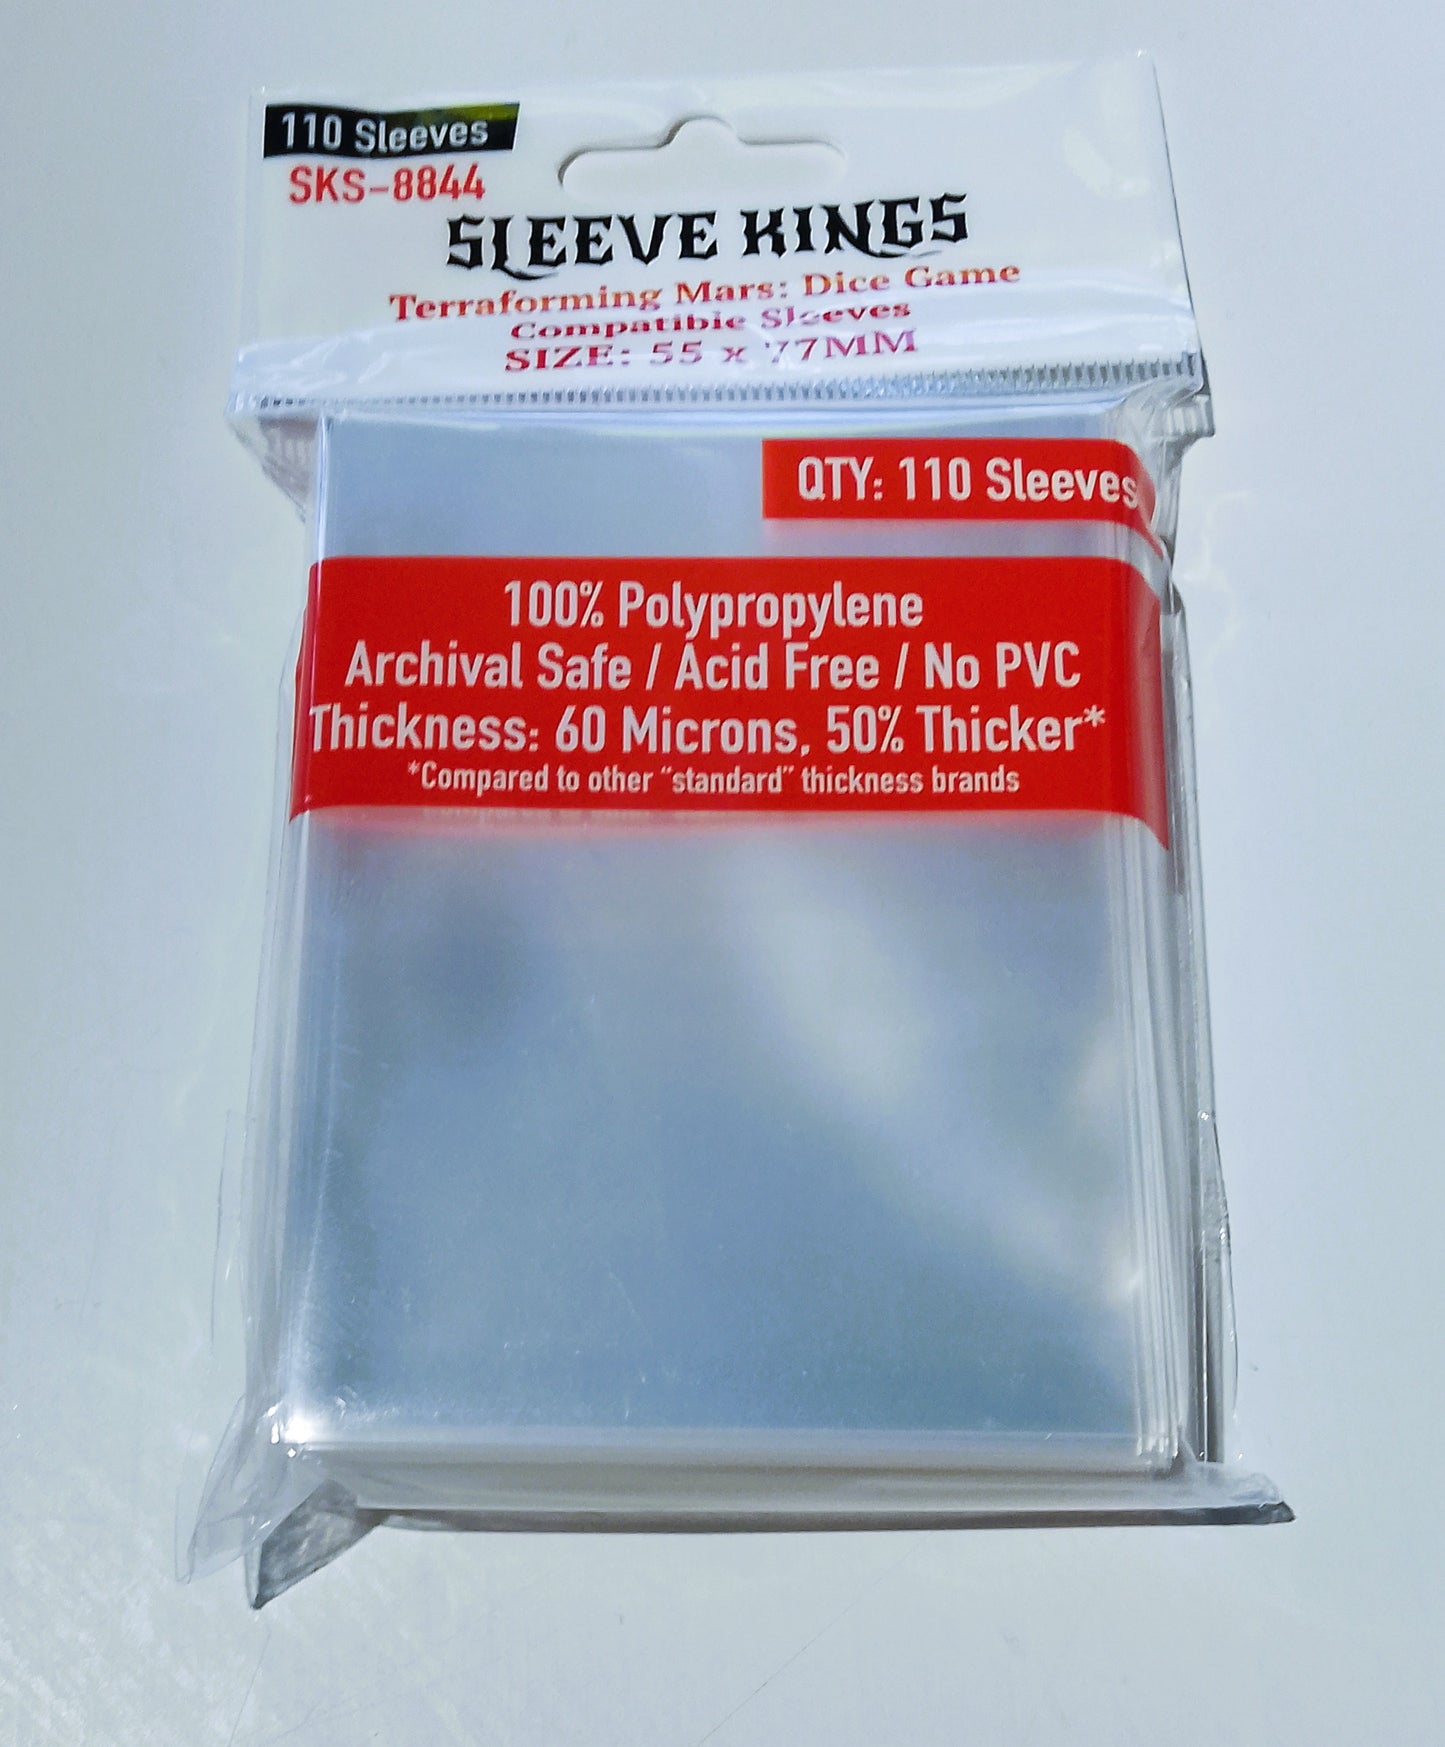 110 Sleeves
SKS-8844
SLEEVE KINGS
Terraforming Mars: Dice Game
Compatible Sleeves
SIZE: 55 x 77MM
QTY: 110 Sleeves
100% Polypropylene
Archival Safe / Acid Free / No PVC
Thickness: 60 Microns, 50% Thicker*
*Compared to other "standard" thickness brands